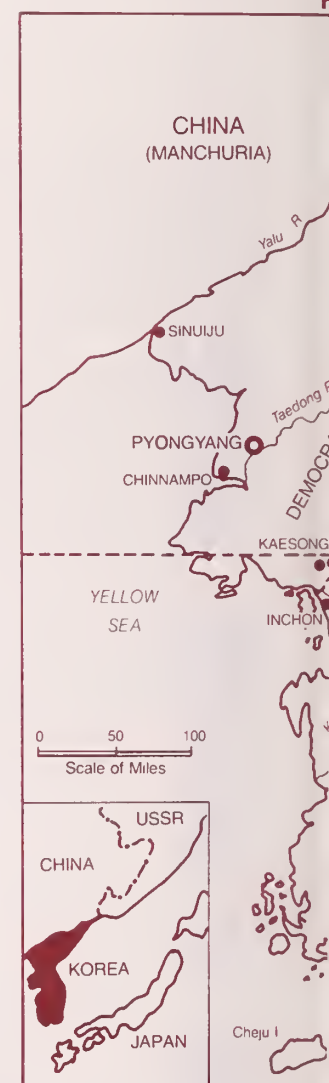 CHINA
(MANCHURIA)
Yalu R
SINUIJU
Taedong
PYONGYANG
CHINNAMPO
KAESONG
YELLOW
SEA
INCHON
0 50 100
Scale of Miles
USSR
CHINA
KOREA
JAPAN
Cheju I